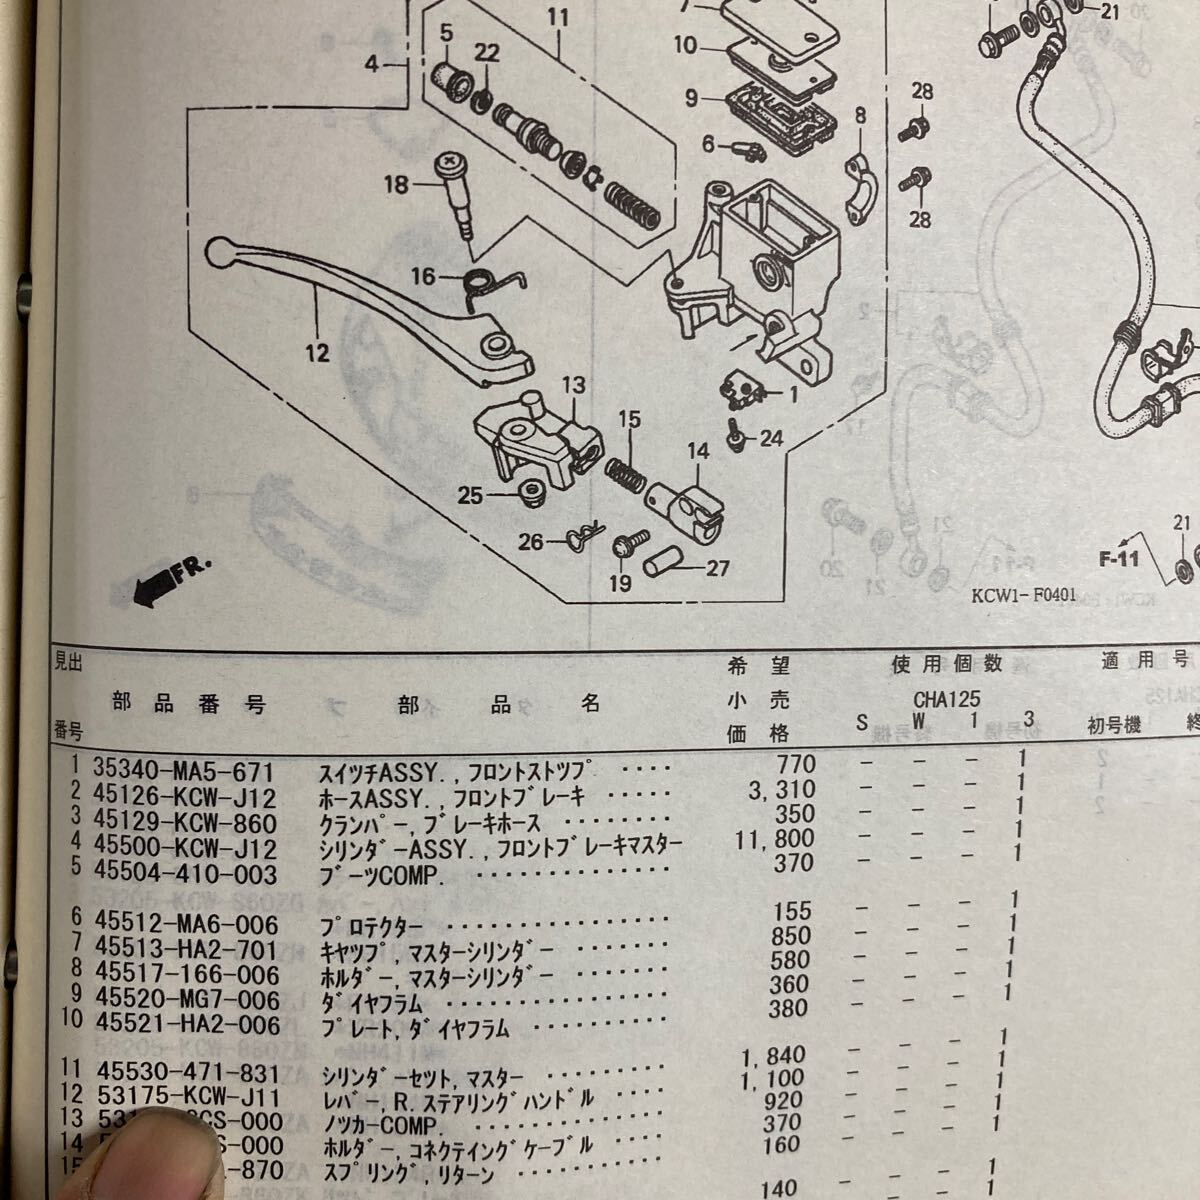 11
7
5
22
10
4
9
28
8
6
18
28
16
12
13
1
15
24
14
25
26
19
27
21
21
F-11
FR.
KCW1-F0401
見出番号
部品番号
部品名
希望小売価格
使用個数
適用号
CHA125
S W 1 3
初号機
1 35340-MA5-671 スイツチASSY.,フロントストツプ ···· 770 - - - 1
2 45126-KCW-J12 ホースASSY.,フロントブレーキ ····· 3,310 - - - 1
3 45129-KCW-860 クランパー,ブレーキホース ········ 350 - - - 1
4 45500-KCW-J12 シリンダーASSY.,フロントブレーキマスター 11,800 - - - 1
5 45504-410-003 ブーツCOMP. ·············· 370 - - - 1
6 45512-MA6-006 プロテクター ················ 155 - - - 1
7 45513-HA2-701 キヤツプ,マスターシリンダー ······· 850 - - - 1
8 45517-166-006 ホルダー,マスターシリンダー ······· 580 - - - 1
9 45520-MG7-006 ダイヤフラム ················ 360 - - - 1
10 45521-HA2-006 プレート,ダイヤフラム ·········· 380 - - - 1
11 45530-471-831 シリンダーセツト,マスター ········ 1,840 - - - 1
12 53175-KCW-J11 レバー,R.ステアリングハンドル ····· 1,100 - - - 1
13 CS-000 ノツカーCOMP. ············· 920 - - - 1
14 S-000 ホルダー,コネクテイングケーブル ···· 370 - - - 1
15 -870 スプリング,リターン ··········· 160 - - - 1
140 - - - 1